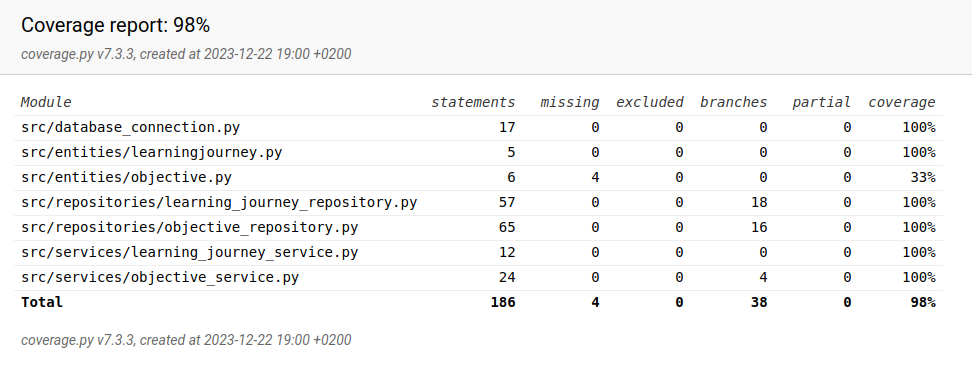 Coverage report: 98%
coverage.py v7.3.3, created at 2023-12-22 19:00 +0200
Module statements missing excluded branches partial coverage
src/database_connection.py 17 0 0 0 0 100%
src/entities/learningjourney.py 5 0 0 0 0 100%
src/entities/objective.py 6 4 0 0 0 33%
src/repositories/learning_journey_repository.py 57 0 0 18 0 100%
src/repositories/objective_repository.py 65 0 0 16 0 100%
src/services/learning_journey_service.py 12 0 0 0 0 100%
src/services/objective_service.py 24 0 0 4 0 100%
Total 186 4 0 38 0 98%
coverage.py v7.3.3, created at 2023-12-22 19:00 +0200